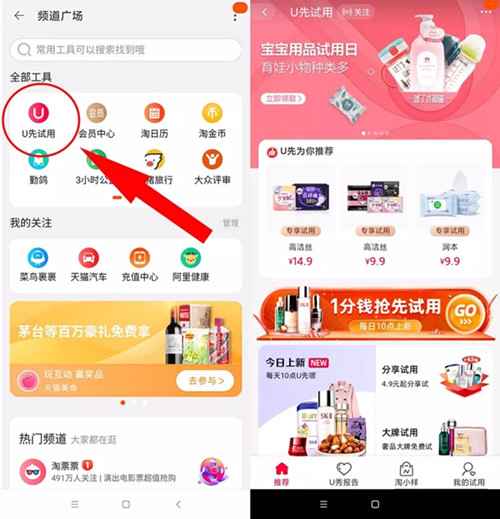 频道广场
常用工具可以搜索找到哦
全部工具
U先试用
会员中心
淘日历
淘金币
勤鸽
3小时公
旅行
大众评审
我的关注
管理
菜鸟裹裹
天猫汽车
充值中心
阿里健康
茅台等百万豪礼免费拿
玩互动 赢奖品
天猫美食
去参与
热门频道 大家都在逛
淘票票 1
491万人关注 | 演出电影票超值抢购
U先试用
关注
宝宝用品试用日
育娃小物种类多
立即领取
U先为你推荐
专享试用
专享试用
专享试用
高洁丝
高洁丝
润本
¥14.9
¥9.9
¥9.9
1分钱抢先试用
每日10点上新
GO
今日上新 NEW
每天10点U先领
SK-II
分享试用
4.9元起分享试
大牌试用
奢品大牌免费试
推荐
U秀报告
淘小样
我的试用